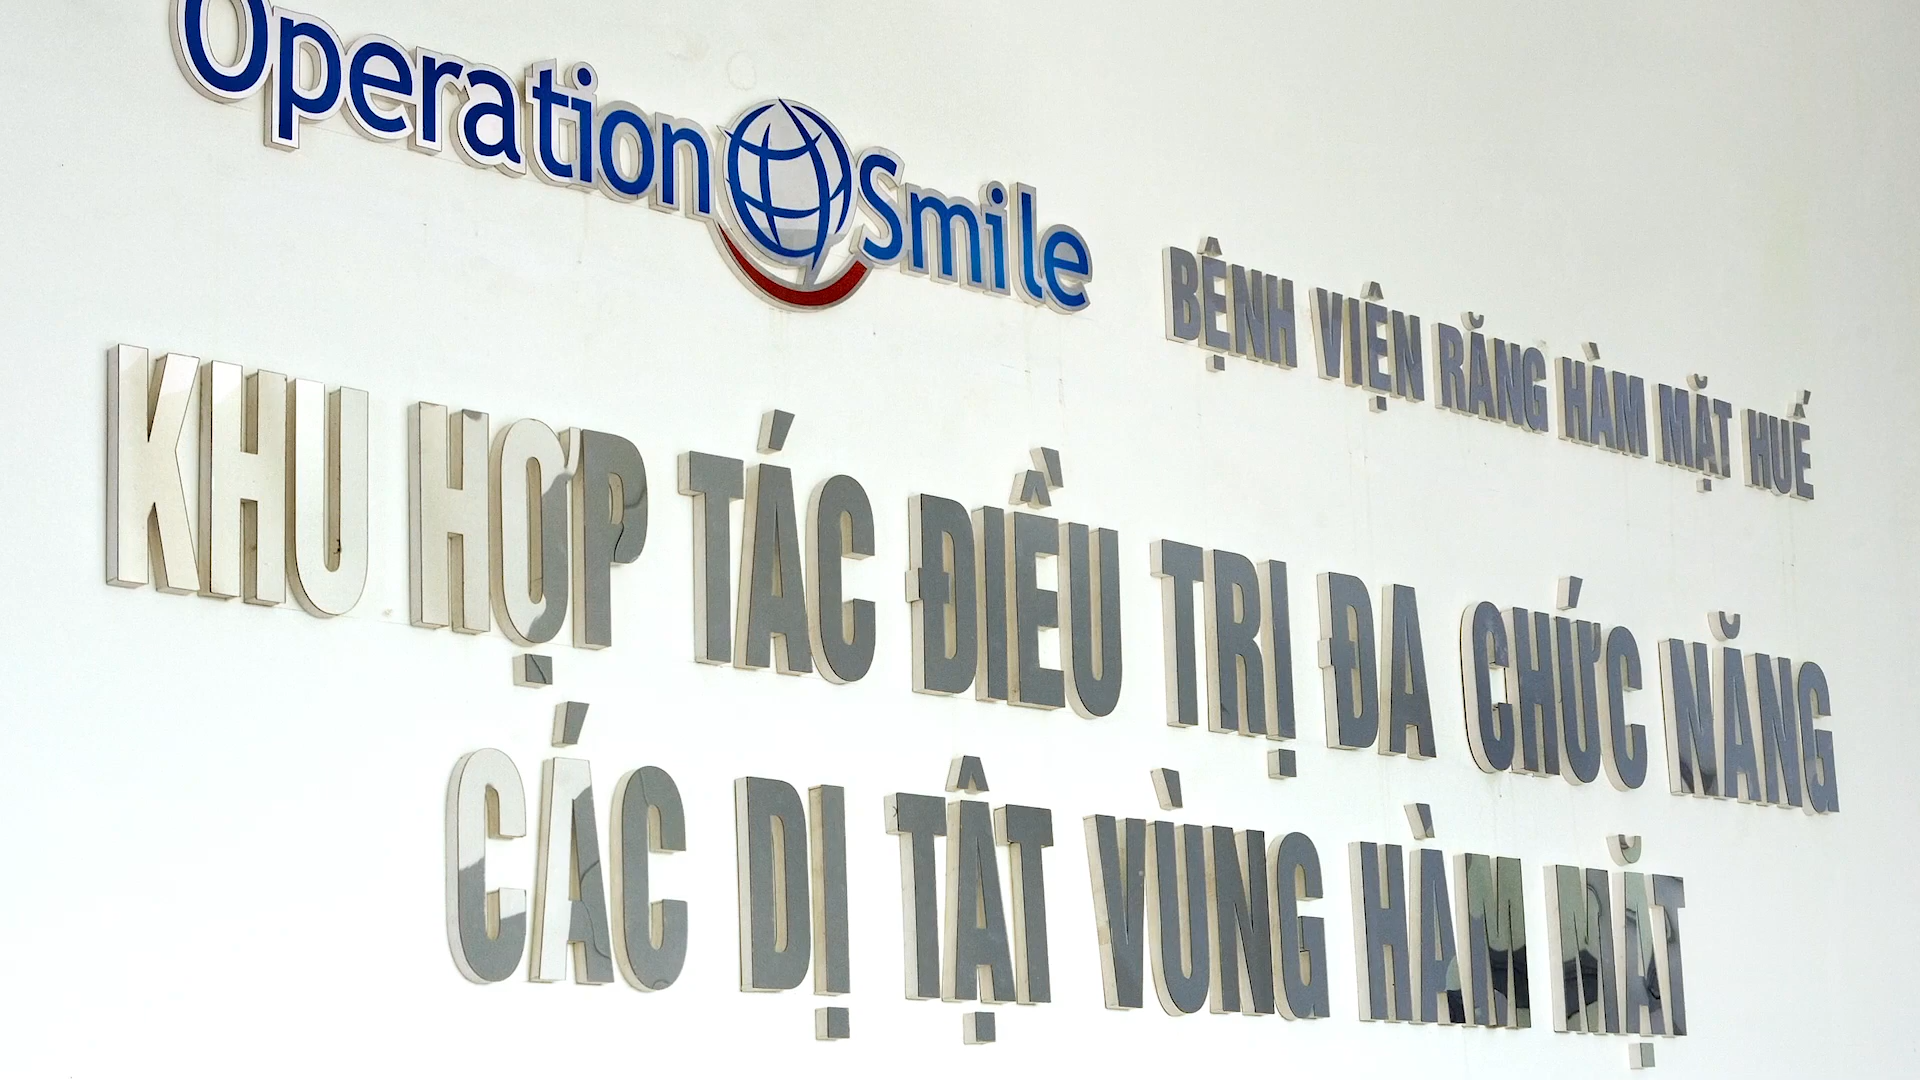 Operation Smile
BỆNH VIỆN RĂNG HÀM MẶT HUẾ
KHU HỢP TÁC ĐIỀU TRỊ ĐA CHỨC NĂNG
CÁC DỊ TẬT VÙNG HÀM MẶT